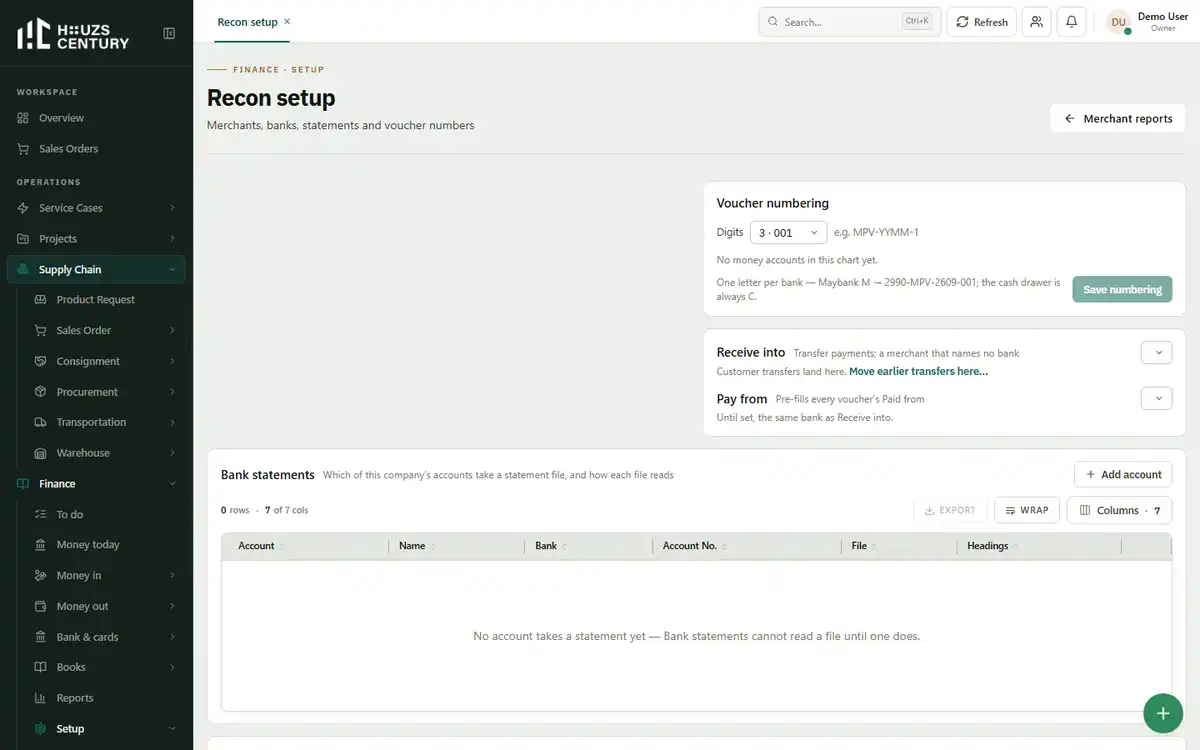 HOUZS
CENTURY
WORKSPACE
Overview
Sales Orders
OPERATIONS
Service Cases
Projects
Supply Chain
Product Request
Sales Order
Consignment
Procurement
Transportation
Warehouse
Finance
To do
Money today
Money in
Money out
Bank & cards
Books
Reports
Setup
Recon setup ×
Search...
Ctrl+K
Refresh
DU
Demo User
Owner
FINANCE · SETUP
Recon setup
Merchants, banks, statements and voucher numbers
Merchant reports
Voucher numbering
Digits 3 · 001 e.g. MPV-YYMM-1
No money accounts in this chart yet.
One letter per bank — Maybank M → 2990-MPV-2609-001; the cash drawer is
always C.
Save numbering
Receive into Transfer payments; a merchant that names no bank
Customer transfers land here. Move earlier transfers here...
Pay from Pre-fills every voucher's Paid from
Until set, the same bank as Receive into.
Bank statements Which of this company's accounts take a statement file, and how each file reads
+ Add account
0 rows · 7 of 7 cols
EXPORT
WRAP
Columns · 7
Account Name Bank Account No. File Headings
No account takes a statement yet — Bank statements cannot read a file until one does.
+